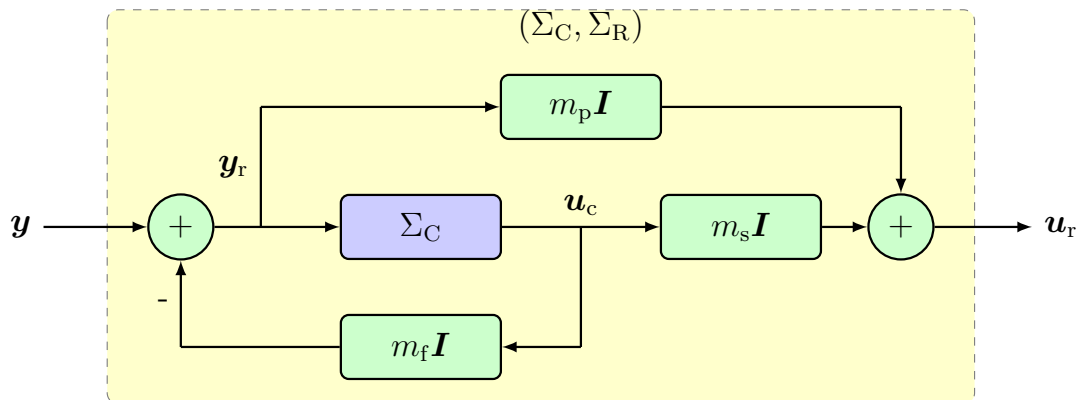 (Σ_C, Σ_R)
m_p I
y_r
y
+
Σ_C
u_c
m_s I
+
u_r
-
m_f I